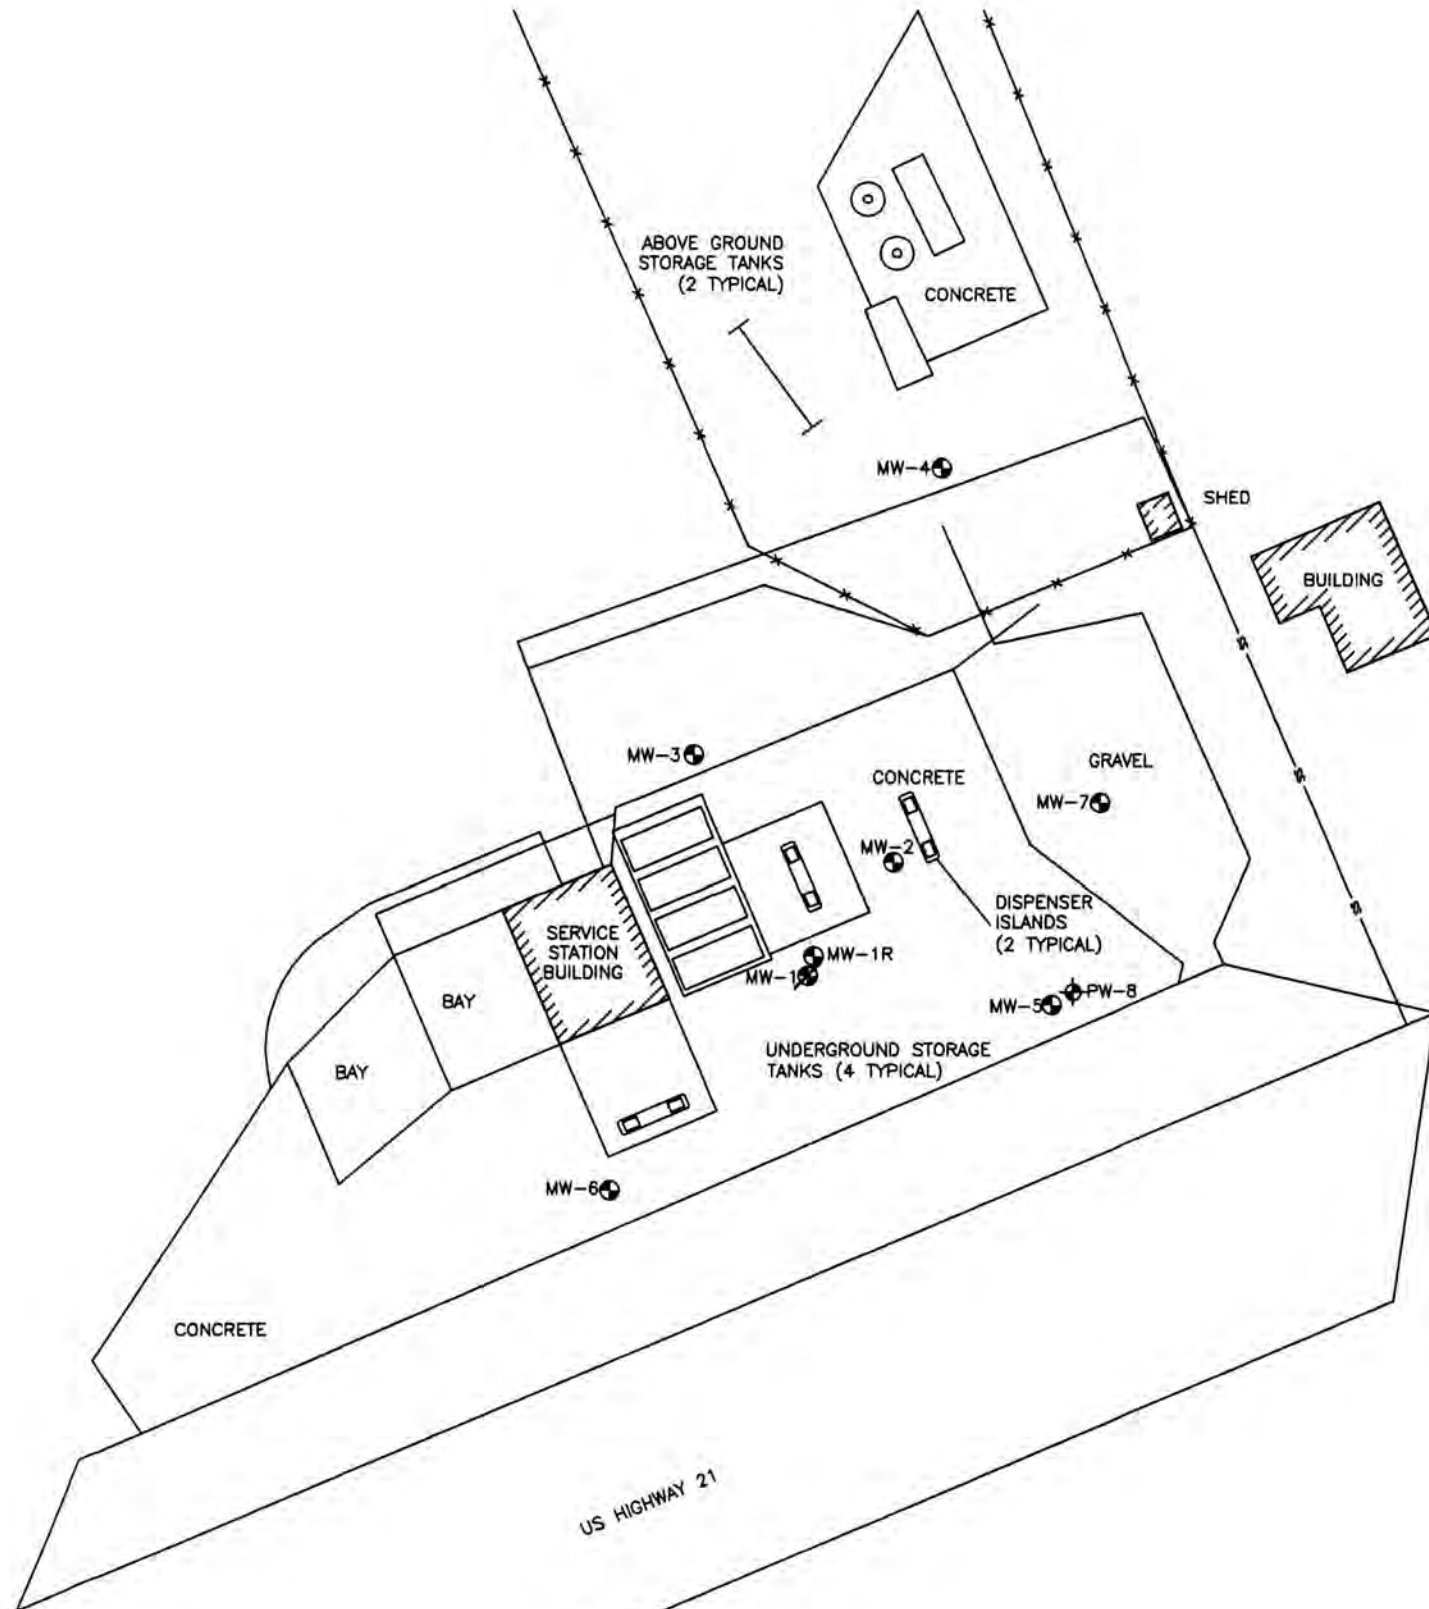 ABOVE GROUND
STORAGE TANKS
(2 TYPICAL)
CONCRETE
MW-4
SHED
BUILDING
MW-3
CONCRETE
GRAVEL
MW-7
MW-2
DISPENSER
ISLANDS
(2 TYPICAL)
SERVICE
STATION
BUILDING
MW-1R
MW-1
BAY
PW-8
MW-5
UNDERGROUND STORAGE
TANKS (4 TYPICAL)
BAY
MW-6
CONCRETE
US HIGHWAY 21